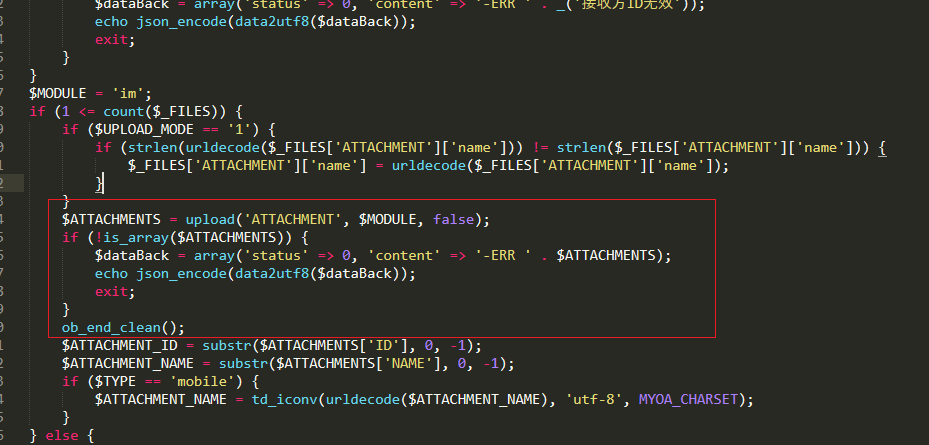 $dataBack = array('status' => 0, 'content' => '-ERR ' . _('接收方ID无效'));
echo json_encode(data2utf8($dataBack));
exit;
}
}
$MODULE = 'im';
if (1 <= count($_FILES)) {
if ($UPLOAD_MODE == '1') {
if (strlen(urldecode($_FILES['ATTACHMENT']['name'])) != strlen($_FILES['ATTACHMENT']['name'])) {
$_FILES['ATTACHMENT']['name'] = urldecode($_FILES['ATTACHMENT']['name']);
}
}
$ATTACHMENTS = upload('ATTACHMENT', $MODULE, false);
if (!is_array($ATTACHMENTS)) {
$dataBack = array('status' => 0, 'content' => '-ERR ' . $ATTACHMENTS);
echo json_encode(data2utf8($dataBack));
exit;
}
ob_end_clean();
$ATTACHMENT_ID = substr($ATTACHMENTS['ID'], 0, -1);
$ATTACHMENT_NAME = substr($ATTACHMENTS['NAME'], 0, -1);
if ($TYPE == 'mobile') {
$ATTACHMENT_NAME = td_iconv(urldecode($ATTACHMENT_NAME), 'utf-8', MYOA_CHARSET);
}
} else {